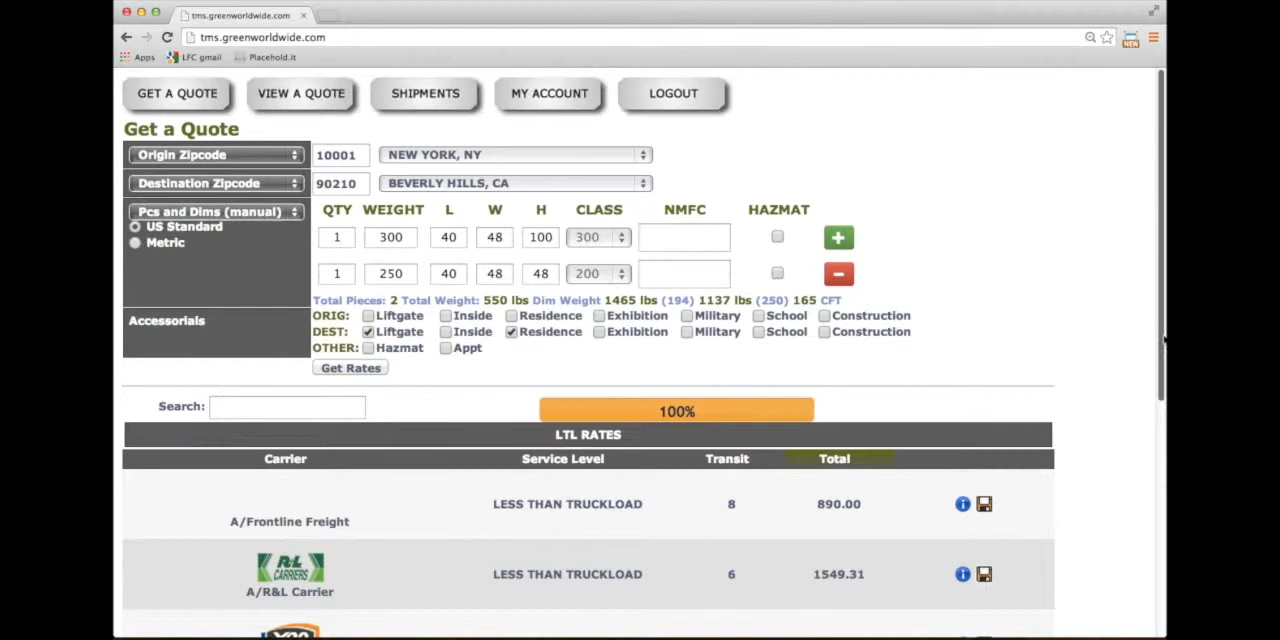 tms.greenworldwide.com
tms.greenworldwide.com
NEW
Apps LFC gmail Placehold.it
GET A QUOTE VIEW A QUOTE SHIPMENTS MY ACCOUNT LOGOUT
Get a Quote
Origin Zipcode 10001 NEW YORK, NY
Destination Zipcode 90210 BEVERLY HILLS, CA
Pcs and Dims (manual) QTY WEIGHT L W H CLASS NMFC HAZMAT
US Standard
Metric
1 300 40 48 100 300 +
1 250 40 48 48 200 −
Total Pieces: 2 Total Weight: 550 lbs Dim Weight 1465 lbs (194) 1137 lbs (250) 165 CFT
Accessorials
ORIG: Liftgate Inside Residence Exhibition Military School Construction
DEST: Liftgate Inside Residence Exhibition Military School Construction
OTHER: Hazmat Appt
Get Rates
Search: 100%
LTL RATES
Carrier Service Level Transit Total
LESS THAN TRUCKLOAD 8 890.00
A/Frontline Freight
R+L CARRIERS
LESS THAN TRUCKLOAD 6 1549.31
A/R&L Carrier